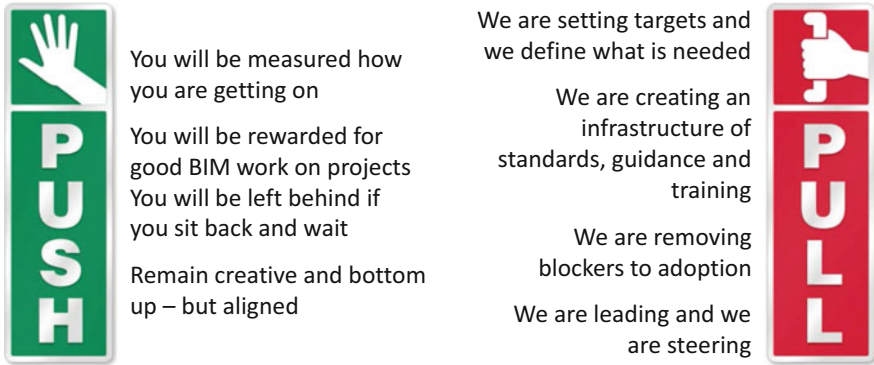 PUSH
You will be measured how
you are getting on
You will be rewarded for
good BIM work on projects
You will be left behind if
you sit back and wait
Remain creative and bottom
up – but aligned
We are setting targets and
we define what is needed
We are creating an
infrastructure of
standards, guidance and
training
We are removing
blockers to adoption
We are leading and we
are steering
PULL